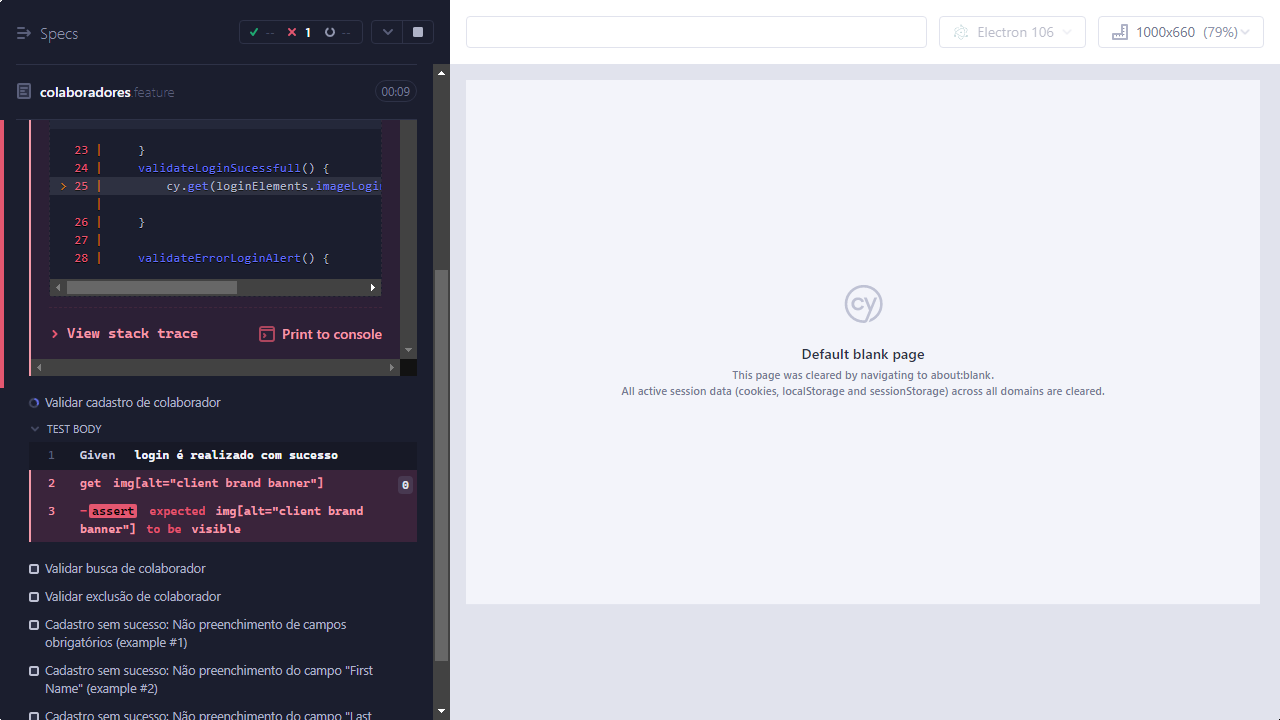 Specs
-- 1 --
Electron 106
1000x660 (79%)
colaboradores.feature
00:09
23 | }
24 | validateLoginSucessfull() {
> 25 | cy.get(loginElements.imageLogin
|
26 | }
27 |
28 | validateErrorLoginAlert() {
View stack trace
Print to console
Validar cadastro de colaborador
TEST BODY
1 Given login é realizado com sucesso
2 get img[alt="client brand banner"] 0
3 -assert expected img[alt="client brand
banner"] to be visible
Validar busca de colaborador
Validar exclusão de colaborador
Cadastro sem sucesso: Não preenchimento de campos
obrigatórios (example #1)
Cadastro sem sucesso: Não preenchimento do campo "First
Name" (example #2)
Cadastro sem sucesso: Não preenchimento do campo "Last
cy
Default blank page
This page was cleared by navigating to about:blank.
All active session data (cookies, localStorage and sessionStorage) across all domains are cleared.